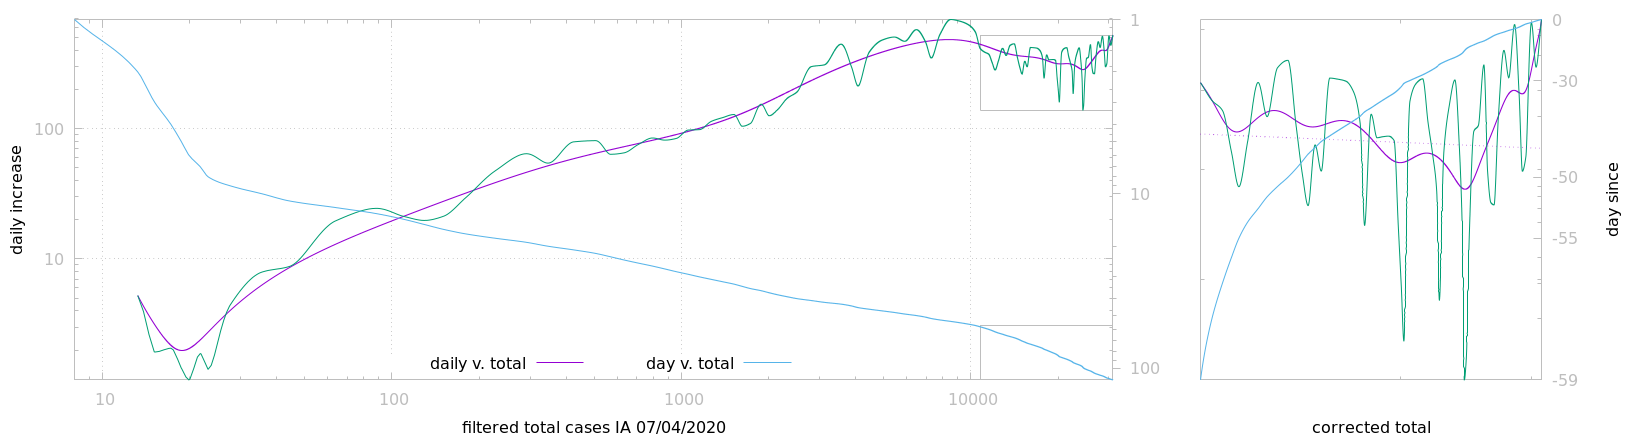 1
0
-30
100
daily increase
10
-50
day since
-55
10
daily v. total
day v. total
100
-59
10
100
1000
10000
filtered total cases IA 07/04/2020
corrected total